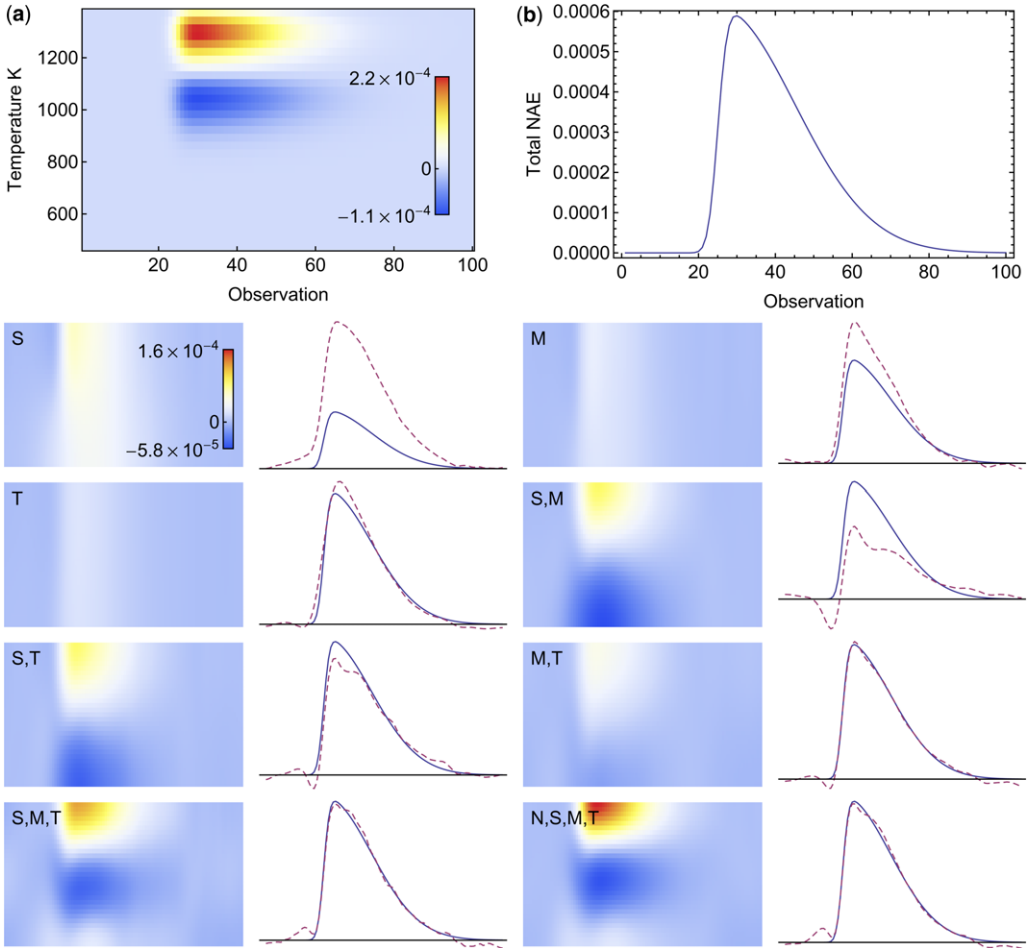 (a)
Temperature K
1200
1000
800
600
2.2 × 10⁻⁴
0
−1.1 × 10⁻⁴
20 40 60 80 100
Observation
(b)
Total NAE
0.0006
0.0005
0.0004
0.0003
0.0002
0.0001
0.0000
0 20 40 60 80 100
Observation
S
1.6 × 10⁻⁴
0
−5.8 × 10⁻⁵
M
T
S,M
S,T
M,T
S,M,T
N,S,M,T